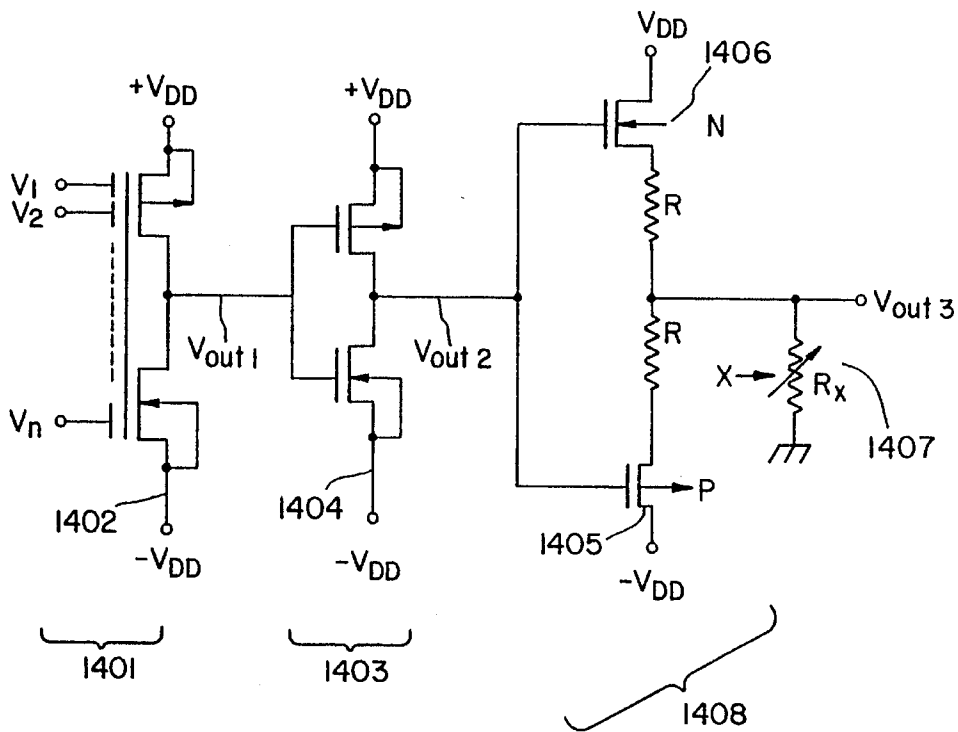 VDD
1406
+VDD
+VDD
N
V1
V2
R
Vout 1
Vout 2
Vout 3
R
X
Rx
Vn
1407
P
1402
1404
1405
-VDD
-VDD
-VDD
1401
1403
1408